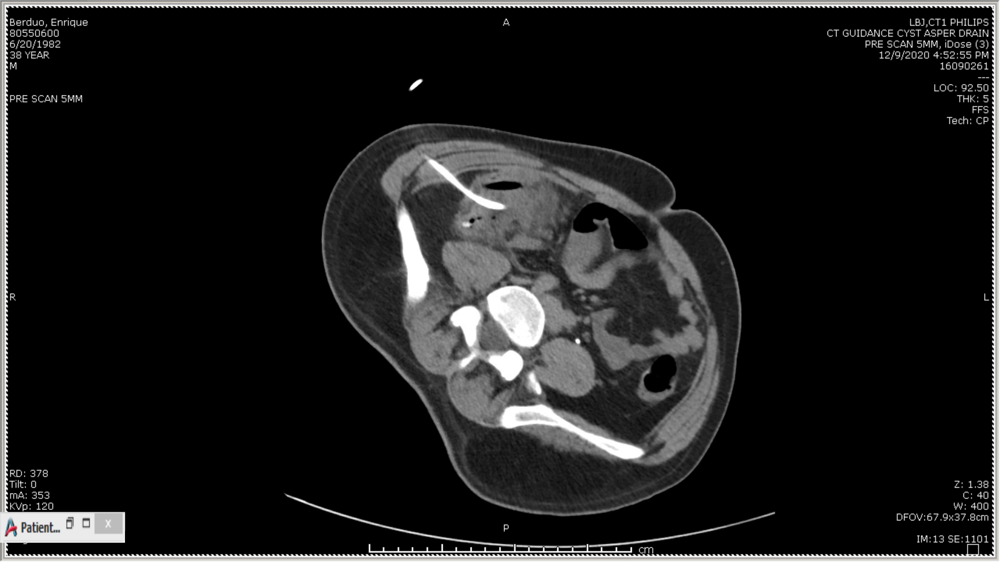 Berduo, Enrique
80550600
6/20/1982
38 YEAR
M
PRE SCAN 5MM
A
LBJ,CT1 PHILIPS
CT GUIDANCE CYST ASPER DRAIN
PRE SCAN 5MM, iDose (3)
12/9/2020 4:52:55 PM
16090261
---
LOC: 92.50
THK: 5
FFS
Tech: CP
R
L
RD: 378
Tilt: 0
mA: 353
KVp: 120
Patient...
X
P
cm
Z: 1.38
C: 40
W: 400
DFOV:67.9x37.8cm
IM:13 SE:1101